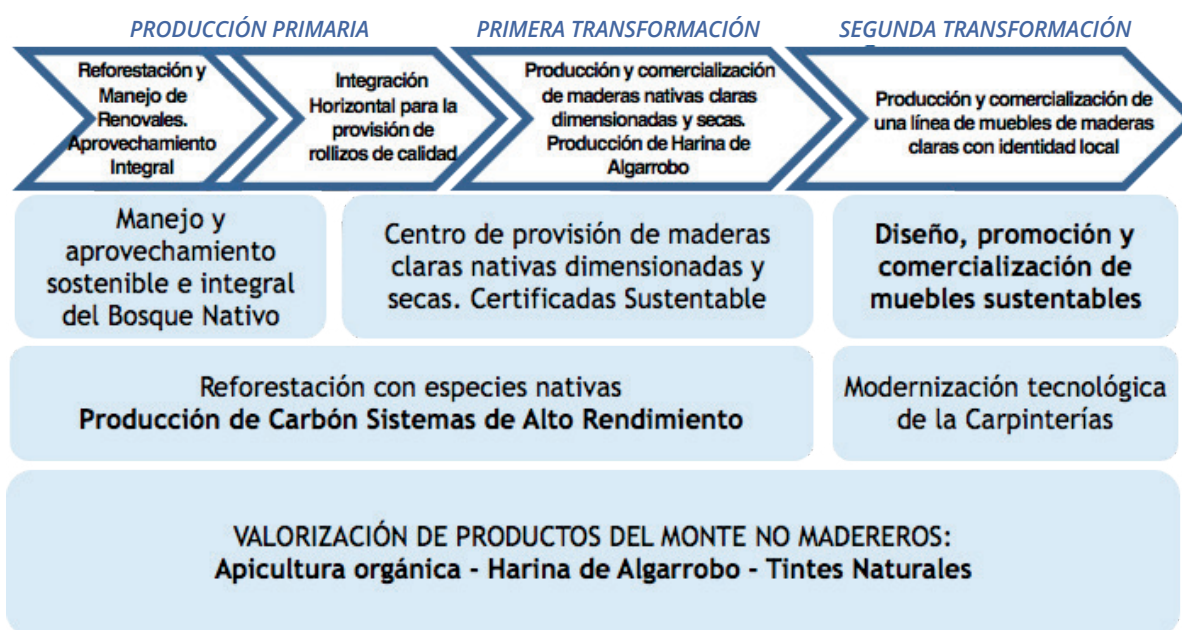 PRODUCCIÓN PRIMARIA
PRIMERA TRANSFORMACIÓN
SEGUNDA TRANSFORMACIÓN
Reforestación y
Manejo de
Renovales.
Aprovechamiento
Integral
Integración
Horizontal para la
provisión de
rollizos de calidad
Producción y comercialización
de maderas nativas claras
dimensionadas y secas.
Producción de Harina de
Algarrobo
Producción y comercialización de
una línea de muebles de maderas
claras con identidad local
Manejo y
aprovechamiento
sostenible e integral
del Bosque Nativo
Centro de provisión de maderas
claras nativas dimensionadas y
secas. Certificadas Sustentable
Diseño, promoción y
comercialización de
muebles sustentables
Reforestación con especies nativas
Producción de Carbón Sistemas de Alto Rendimiento
Modernización tecnológica
de la Carpinterías
VALORIZACIÓN DE PRODUCTOS DEL MONTE NO MADEREROS:
Apicultura orgánica - Harina de Algarrobo - Tintes Naturales